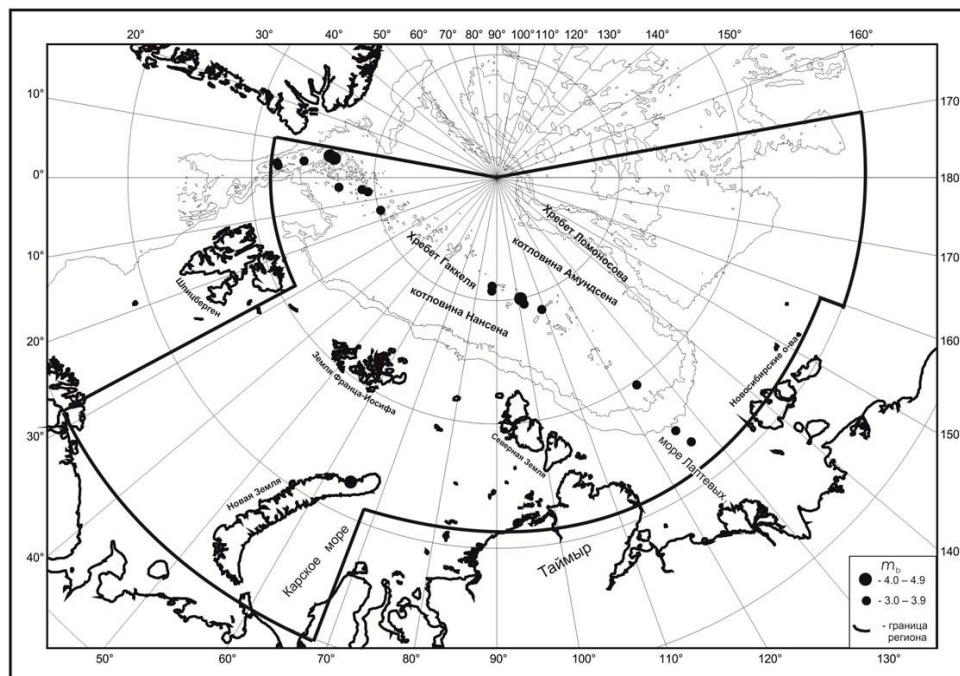 20° 30° 40° 50° 60° 70° 80° 90° 100° 110° 120° 130° 140° 150° 160°
10°
170°
0°
180°
Хребет Ломоносова
котловина Амундсена
Хребет Гаккеля
10°
170°
Шпицберген
котловина Нансена
20°
160°
Земля Франца-Иосифа
Новосибирские о-ва
30°
150°
Северная Земля
море Лаптевых
Новая Земля
40°
Карское море
Таймыр
140°
m_b
- 4.0 – 4.9
- 3.0 – 3.9
- граница
региона
50° 60° 70° 80° 90° 100° 110° 120° 130°